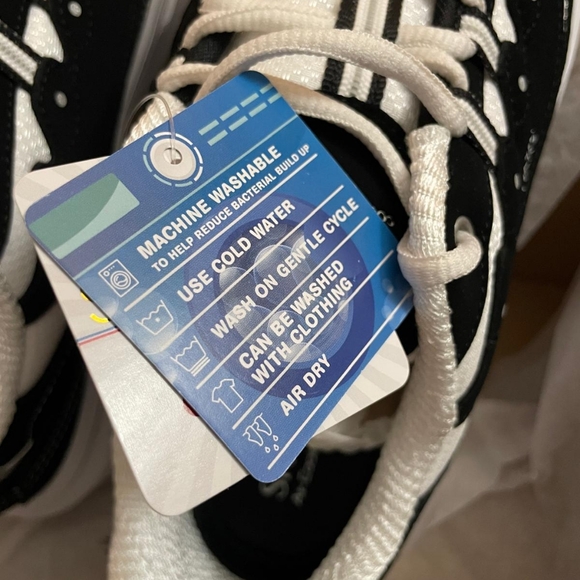 MACHINE WASHABLE
TO HELP REDUCE BACTERIAL BUILD UP
USE COLD WATER
WASH ON GENTLE CYCLE
CAN BE WASHED
WITH CLOTHING
AIR DRY